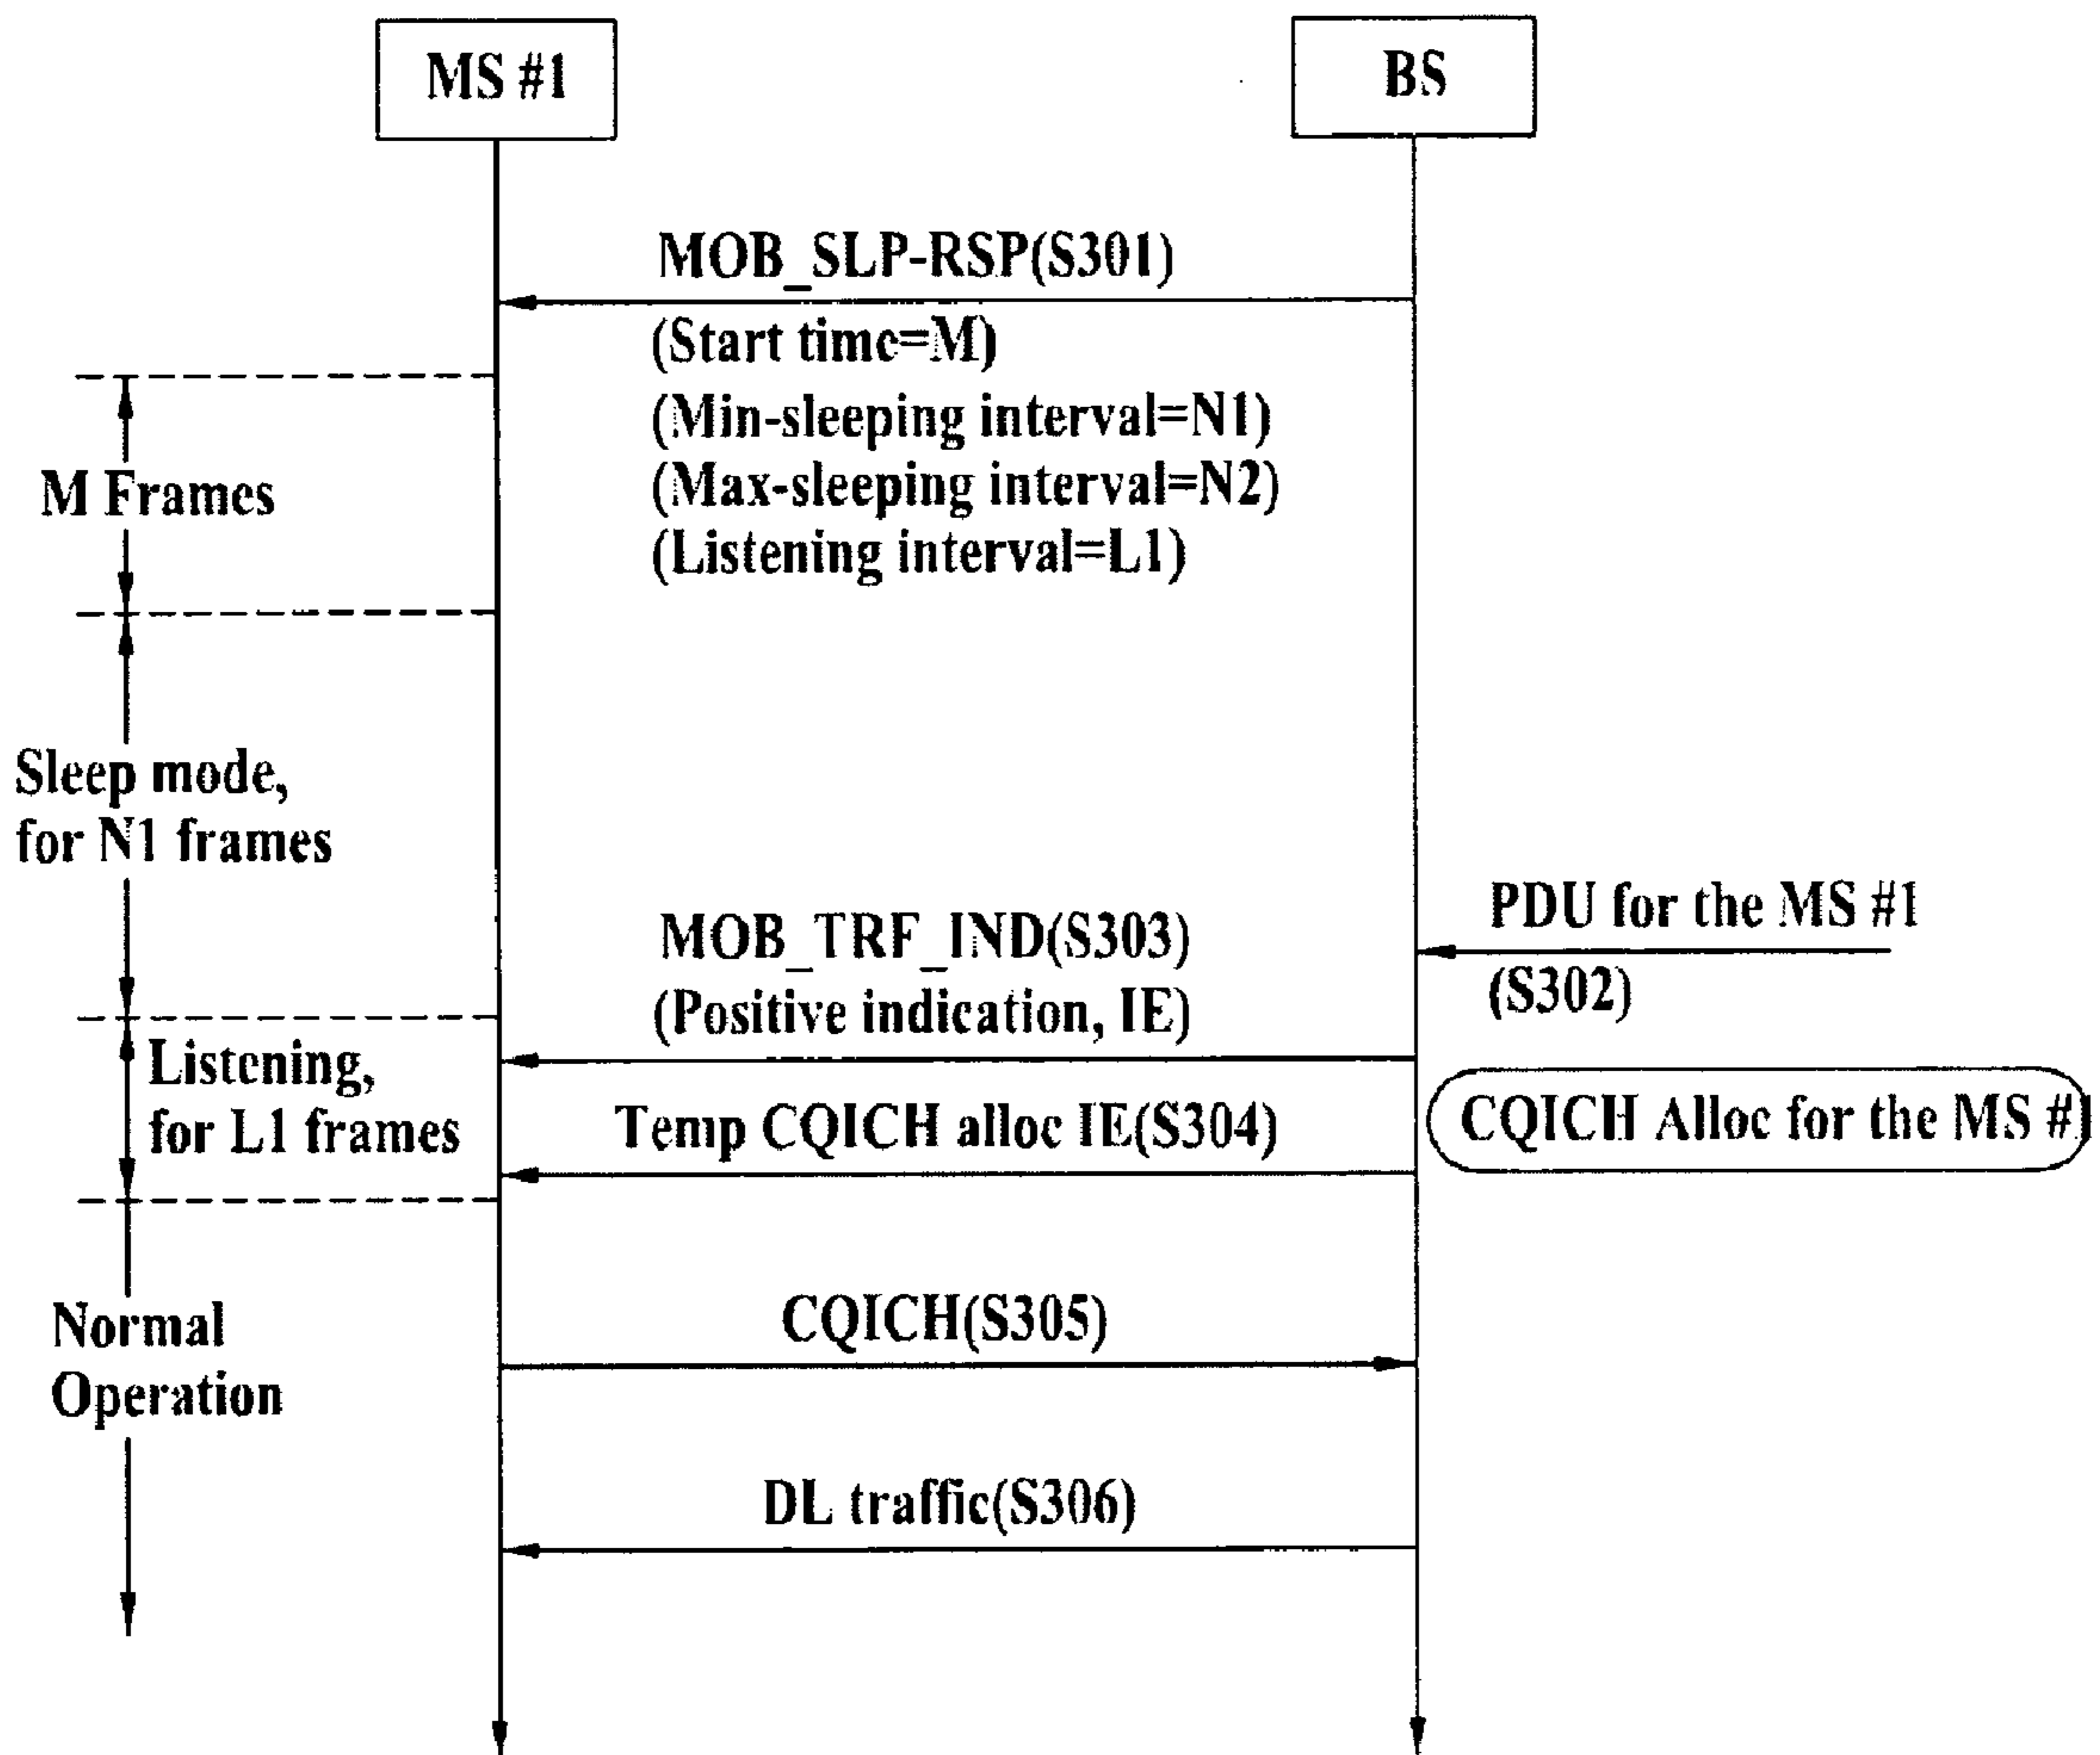 MS #1
BS
MOB_SLP-RSP(S301)
(Start time=M)
(Min-sleeping interval=N1)
(Max-sleeping interval=N2)
(Listening interval=L1)
M Frames
Sleep mode,
for N1 frames
PDU for the MS #1
(S302)
MOB_TRF_IND(S303)
(Positive indication, IE)
Listening,
for L1 frames
Temp CQICH alloc IE(S304)
CQICH Alloc for the MS #1
CQICH(S305)
Normal
Operation
DL traffic(S306)